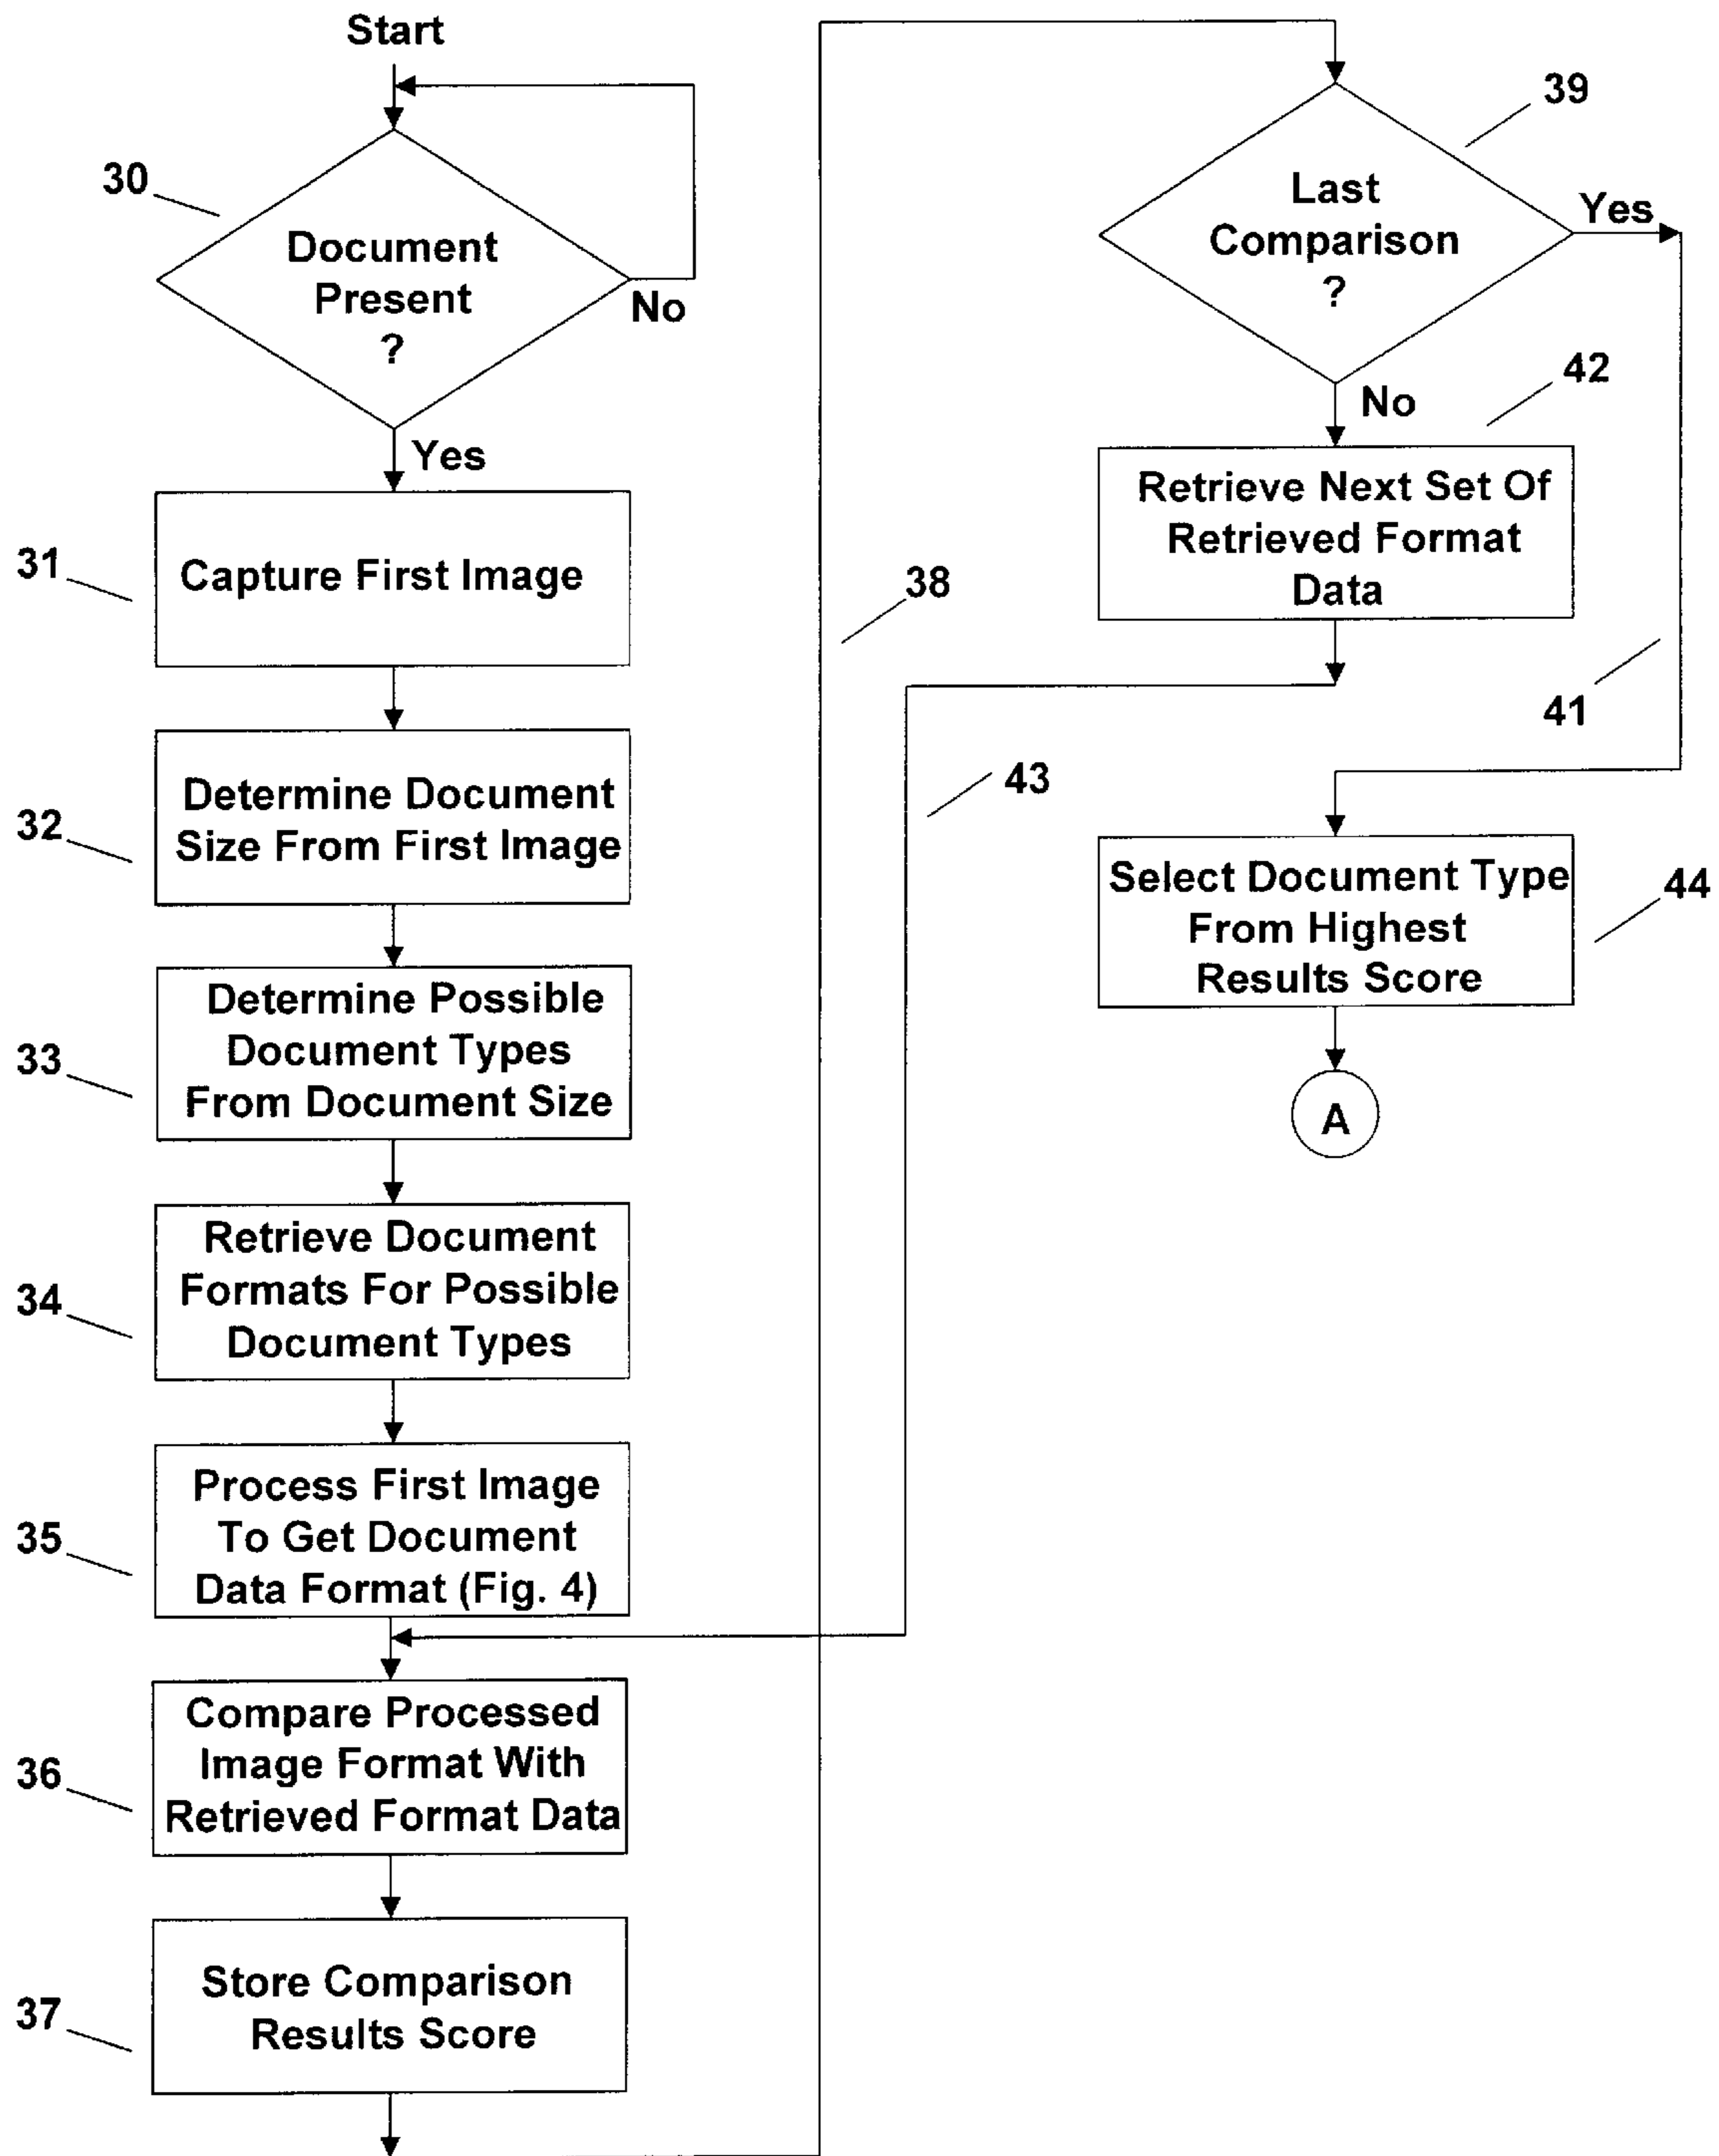 Start
30
Document
Present
?
No
Yes
31
Capture First Image
32
Determine Document
Size From First Image
33
Determine Possible
Document Types
From Document Size
34
Retrieve Document
Formats For Possible
Document Types
35
Process First Image
To Get Document
Data Format (Fig. 4)
36
Compare Processed
Image Format With
Retrieved Format Data
37
Store Comparison
Results Score
38
39
Last
Comparison
?
Yes
No
42
Retrieve Next Set Of
Retrieved Format
Data
41
43
Select Document Type
From Highest
Results Score
44
A